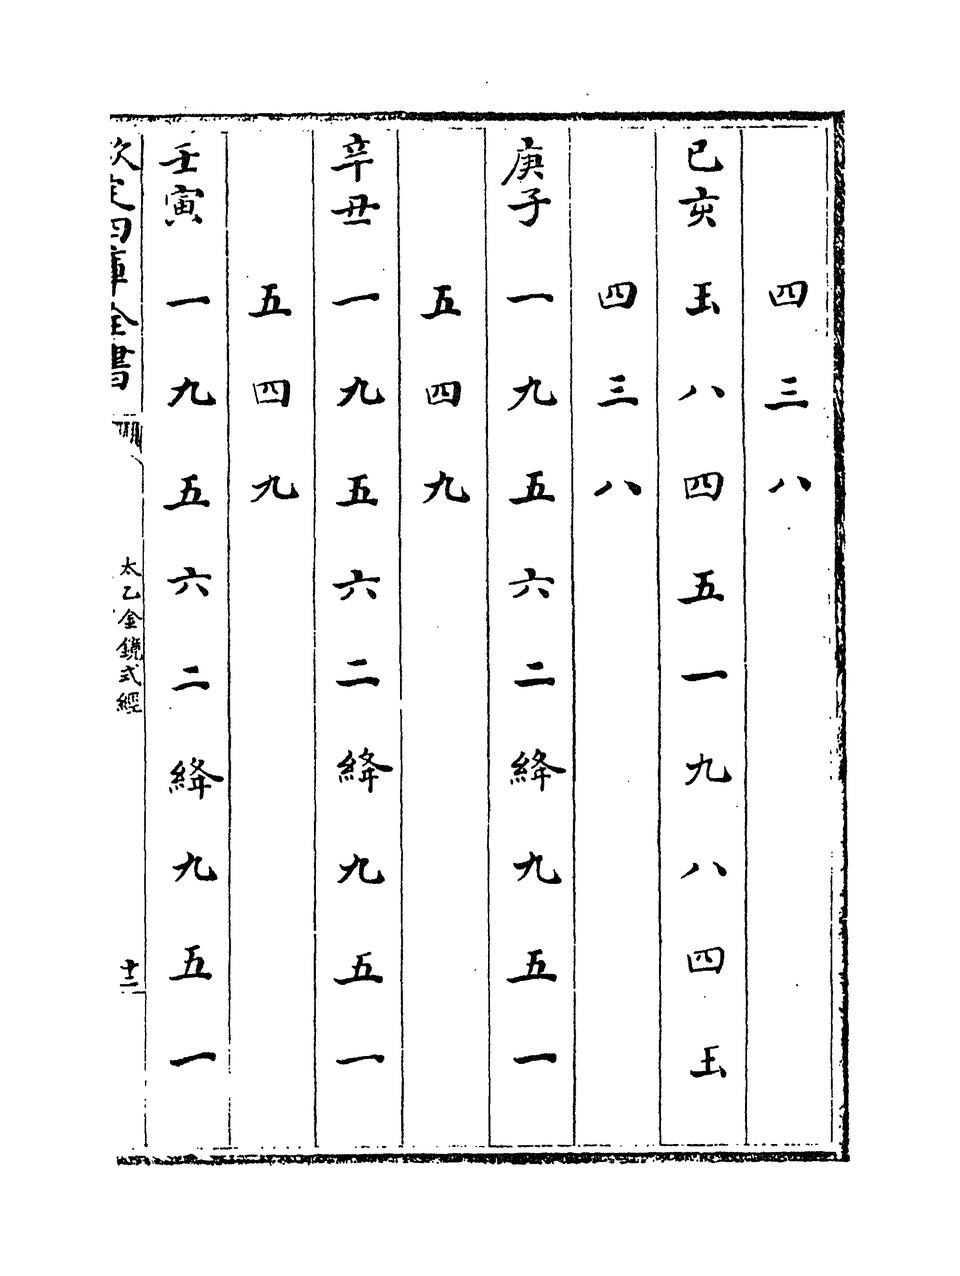 四三八
已亥玉八四五一九八四玉
四三八
庚子一九五六二絳九五一
五四九
辛丑一九五六二絳九五一
五四九
壬寅一九五六二絳九五一
欽定四庫全書
太乙金鏡式經
十二